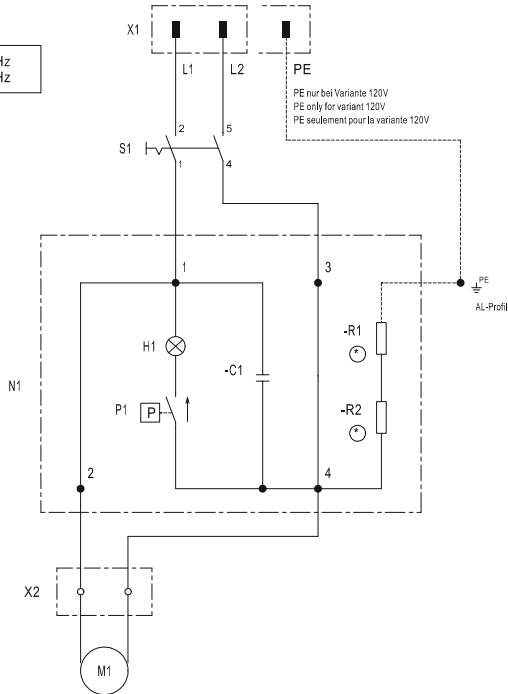 X1
Hz
Hz
L1 L2 PE
PE nur bei Variante 120V
PE only for variant 120V
PE seulement pour la variante 120V
2 5
S1
1 4
1 3
PE
AL-Profil
-R1
*
H1
-C1
N1
P1 P
-R2
*
2 4
X2
M1